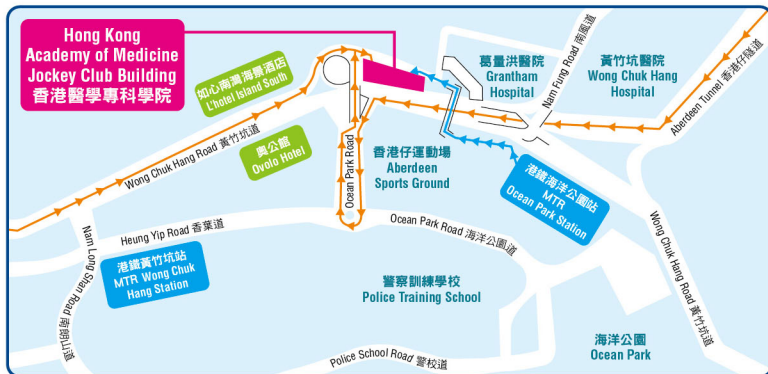 Hong Kong
Academy of Medicine
Jockey Club Building
香港醫學專科學院
如心南灣海景酒店
L'hotel Island South
奧公館
Ovolo Hotel
Wong Chuk Hang Road 黃竹坑道
Ocean Park Road
葛量洪醫院
Grantham
Hospital
Nam Fung Road 南風道
黃竹坑醫院
Wong Chuk Hang
Hospital
Aberdeen Tunnel 香港仔隧道
香港仔運動場
Aberdeen
Sports Ground
港鐵海洋公園站
MTR
Ocean Park Station
Wong Chuk Hang Road 黃竹坑道
Heung Yip Road 香葉道
Ocean Park Road 海洋公園道
Nam Long Shan Road 南朗山道
港鐵黃竹坑站
MTR Wong Chuk
Hang Station
警察訓練學校
Police Training School
海洋公園
Ocean Park
Police School Road 警校道